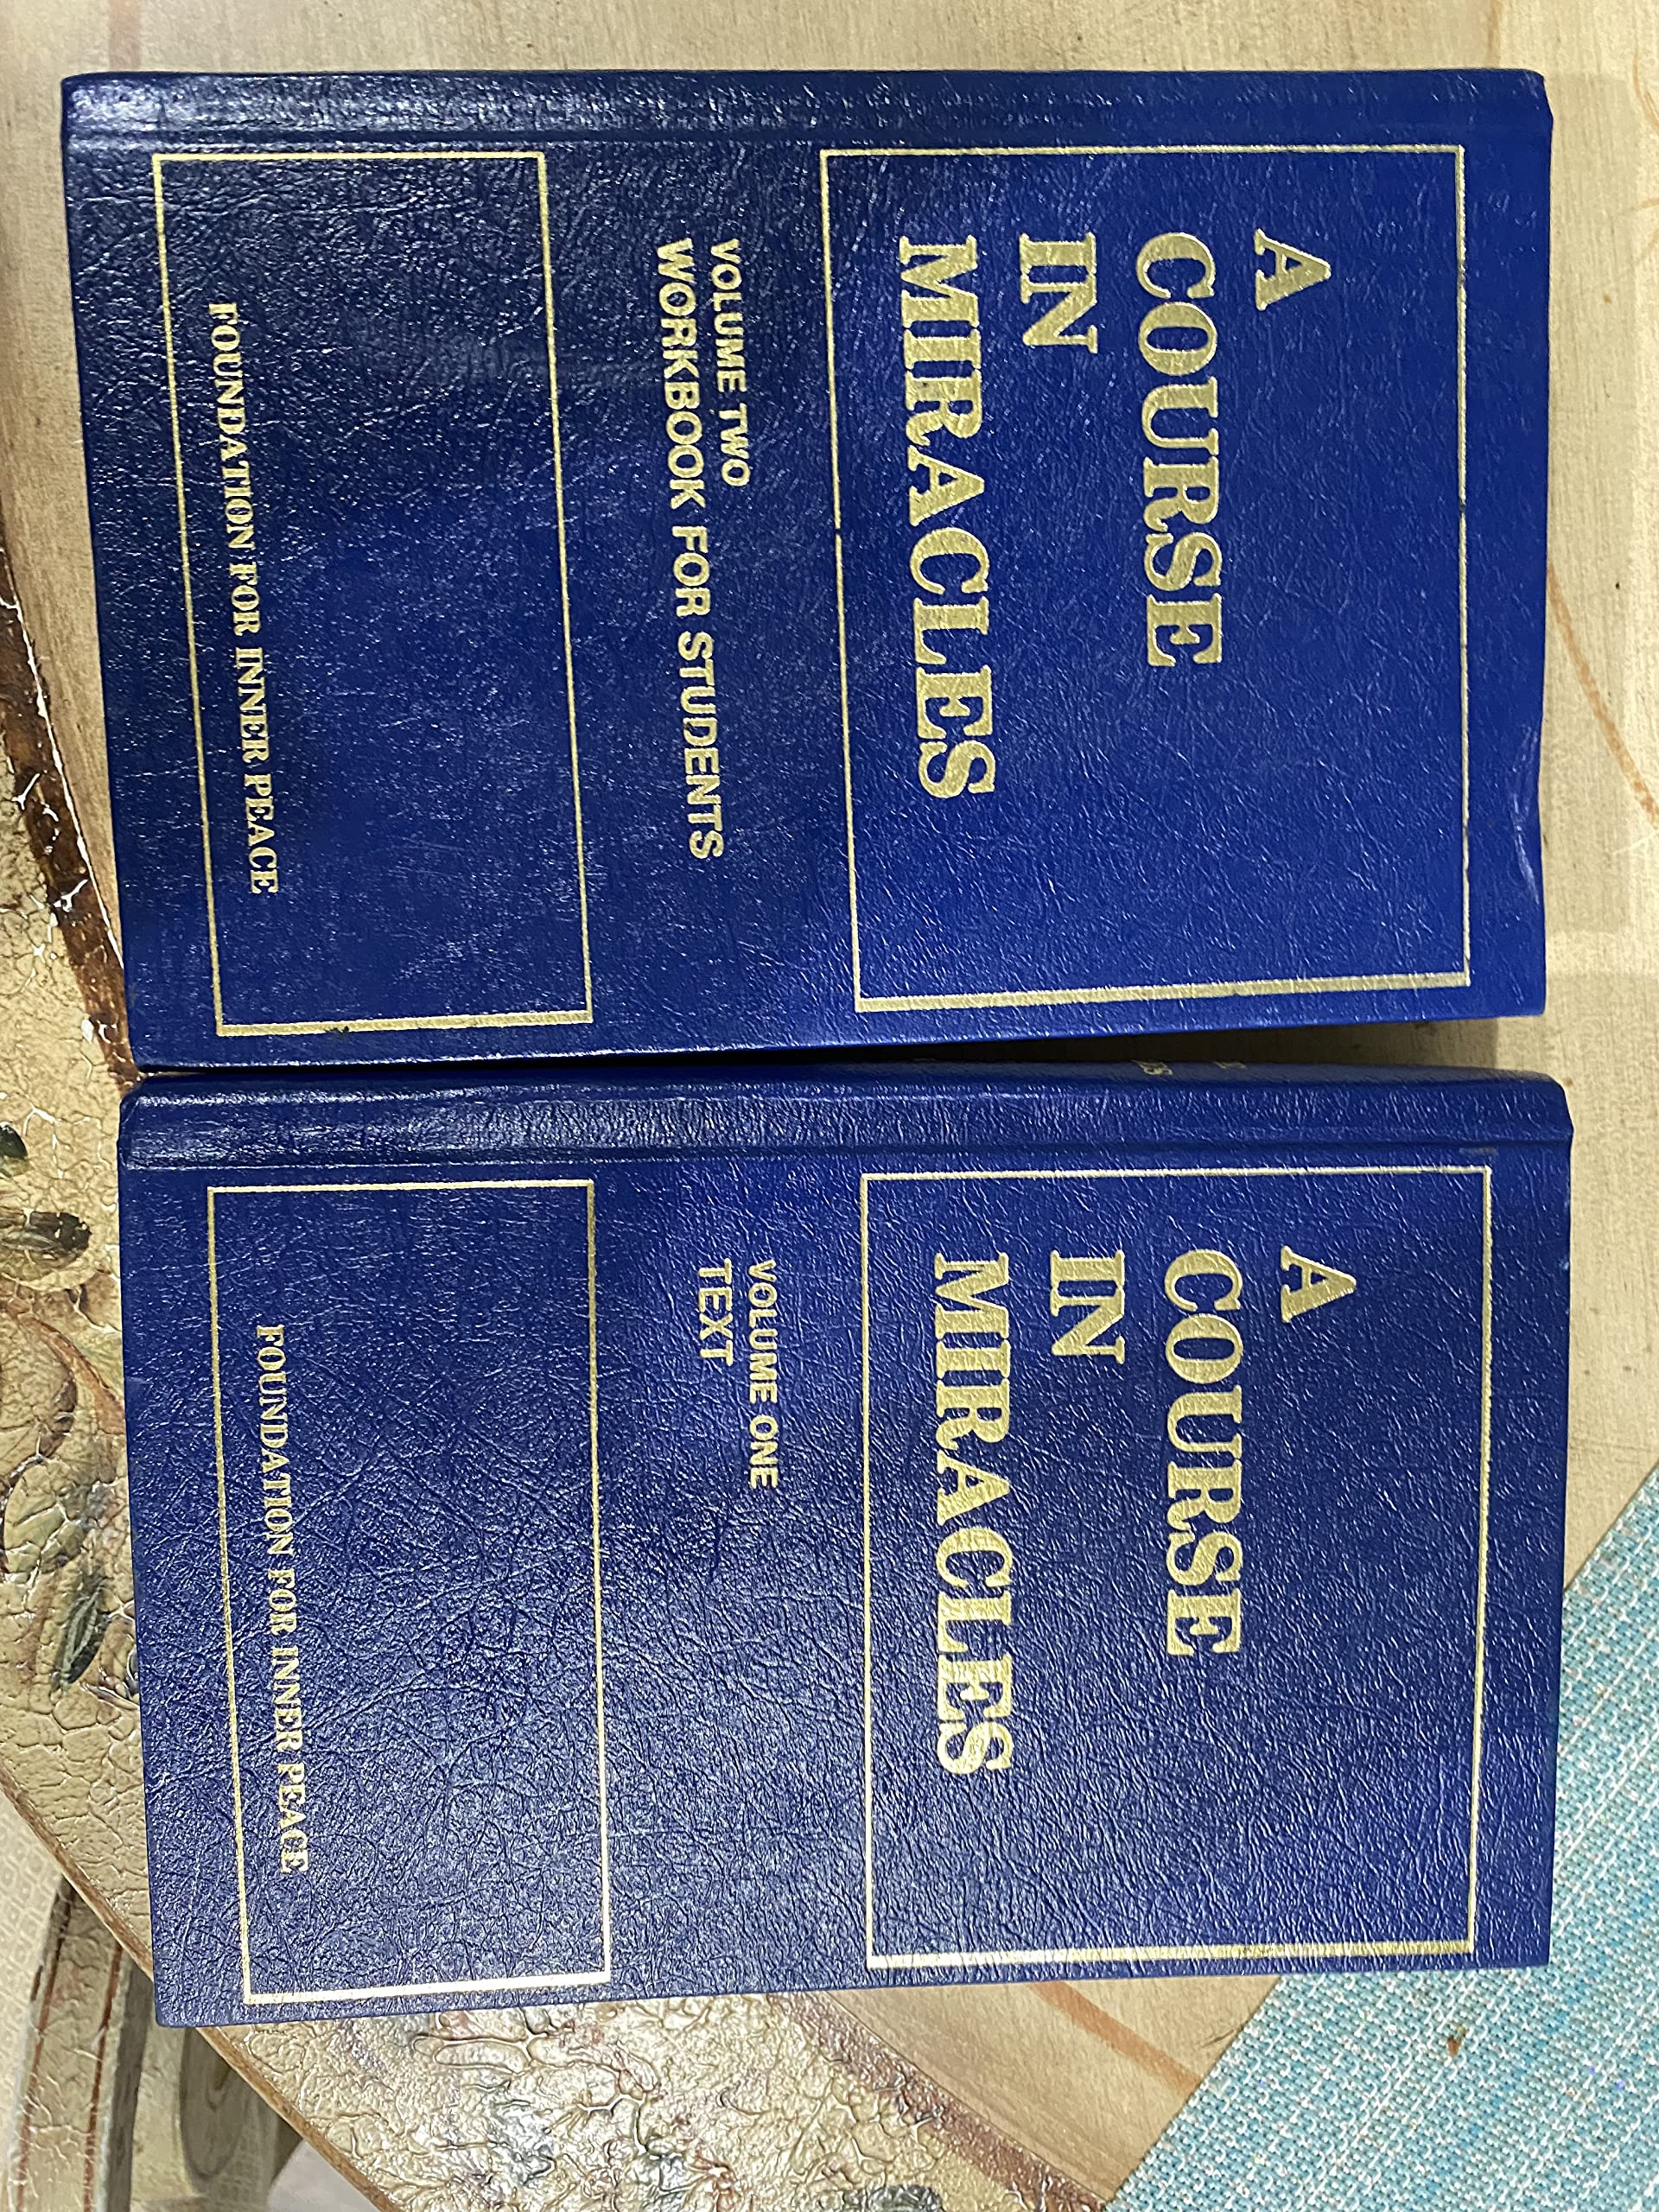 A
COURSE
IN
MIRACLES
VOLUME TWO
WORKBOOK FOR STUDENTS
FOUNDATION FOR INNER PEACE
A
COURSE
IN
MIRACLES
VOLUME ONE
TEXT
FOUNDATION FOR INNER PEACE